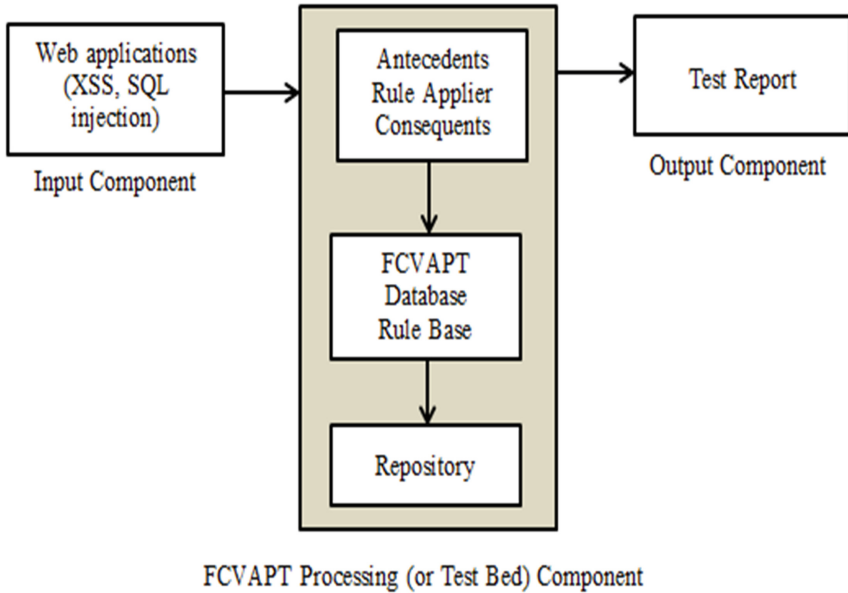 Web applications
(XSS, SQL
injection)
Input Component
Antecedents
Rule Applier
Consequents
FCVAPT
Database
Rule Base
Repository
Test Report
Output Component
FCVAPT Processing (or Test Bed) Component